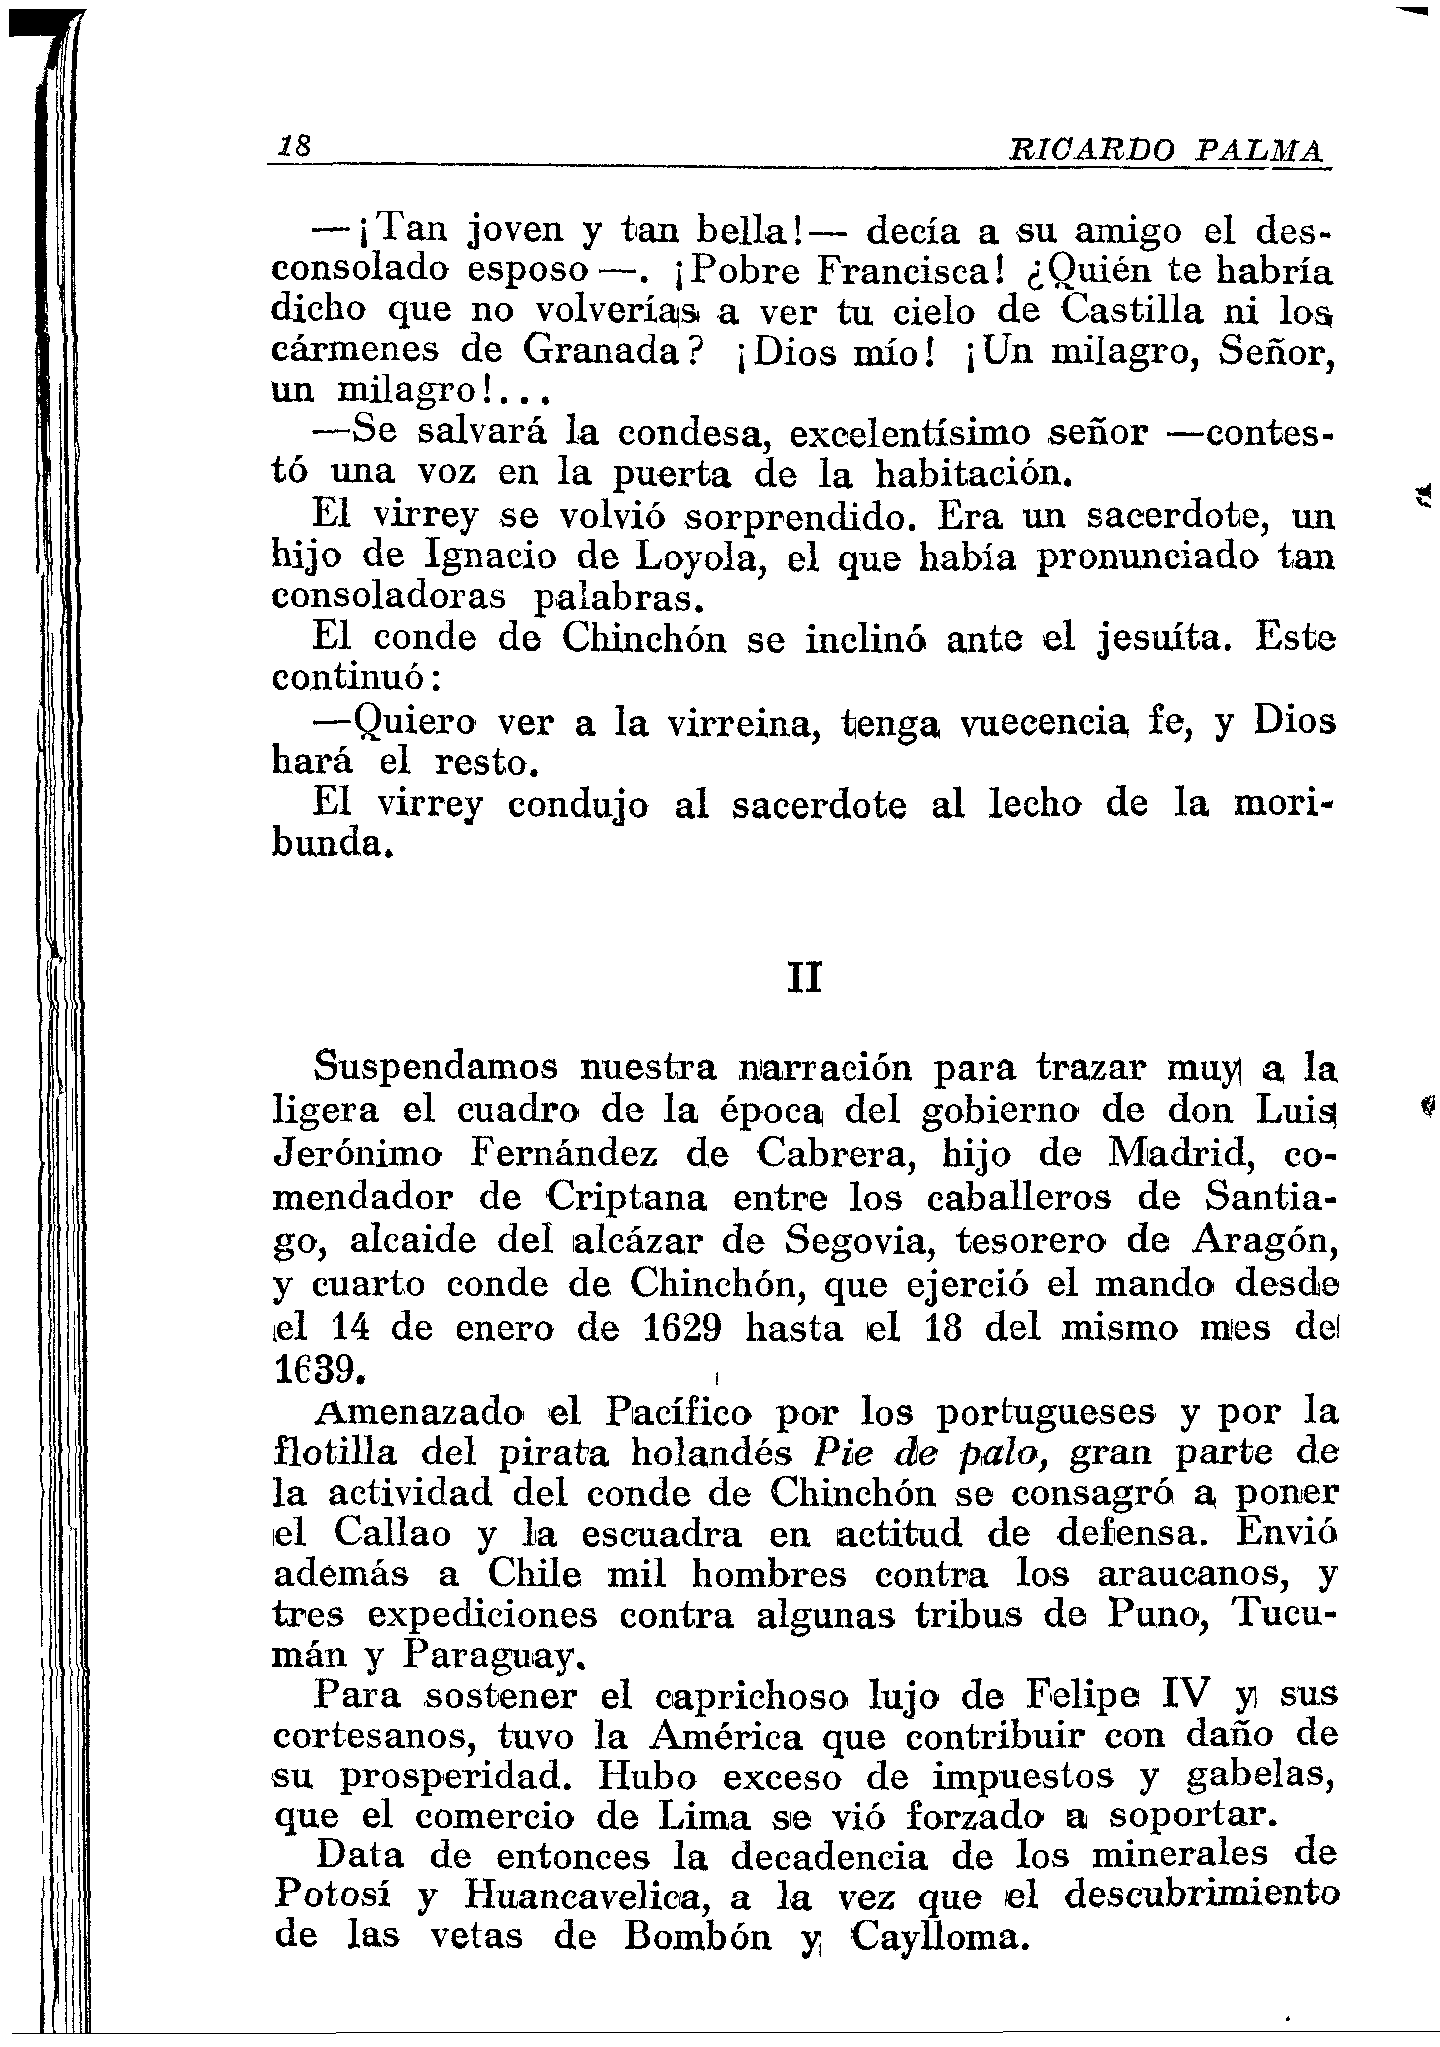 18 RICARDO PALMA
—¡Tan joven y tan bella!— decía a su amigo el des-
consolado esposo—. ¡Pobre Francisca! ¿Quién te habría
dicho que no volverías a ver tu cielo de Castilla ni los
cármenes de Granada? ¡Dios mío! ¡Un milagro, Señor,
un milagro!...
—Se salvará la condesa, excelentísimo señor —contes-
tó una voz en la puerta de la habitación.
El virrey se volvió sorprendido. Era un sacerdote, un
hijo de Ignacio de Loyola, el que había pronunciado tan
consoladoras palabras.
El conde de Chinchón se inclinó ante el jesuíta. Este
continuó:
—Quiero ver a la virreina, tenga vuecencia fe, y Dios
hará el resto.
El virrey condujo al sacerdote al lecho de la mori-
bunda.
II
Suspendamos nuestra narración para trazar muy a la
ligera el cuadro de la época del gobierno de don Luis
Jerónimo Fernández de Cabrera, hijo de Madrid, co-
mendador de Criptana entre los caballeros de Santia-
go, alcaide del alcázar de Segovia, tesorero de Aragón,
y cuarto conde de Chinchón, que ejerció el mando desde
el 14 de enero de 1629 hasta el 18 del mismo mes del
1639.
Amenazado el Pacífico por los portugueses y por la
flotilla del pirata holandés Pie de palo, gran parte de
la actividad del conde de Chinchón se consagró a poner
el Callao y la escuadra en actitud de defensa. Envió
además a Chile mil hombres contra los araucanos, y
tres expediciones contra algunas tribus de Puno, Tucu-
mán y Paraguay.
Para sostener el caprichoso lujo de Felipe IV y sus
cortesanos, tuvo la América que contribuir con daño de
su prosperidad. Hubo exceso de impuestos y gabelas,
que el comercio de Lima se vió forzado a soportar.
Data de entonces la decadencia de los minerales de
Potosí y Huancavelica, a la vez que el descubrimiento
de las vetas de Bombón y Caylloma.